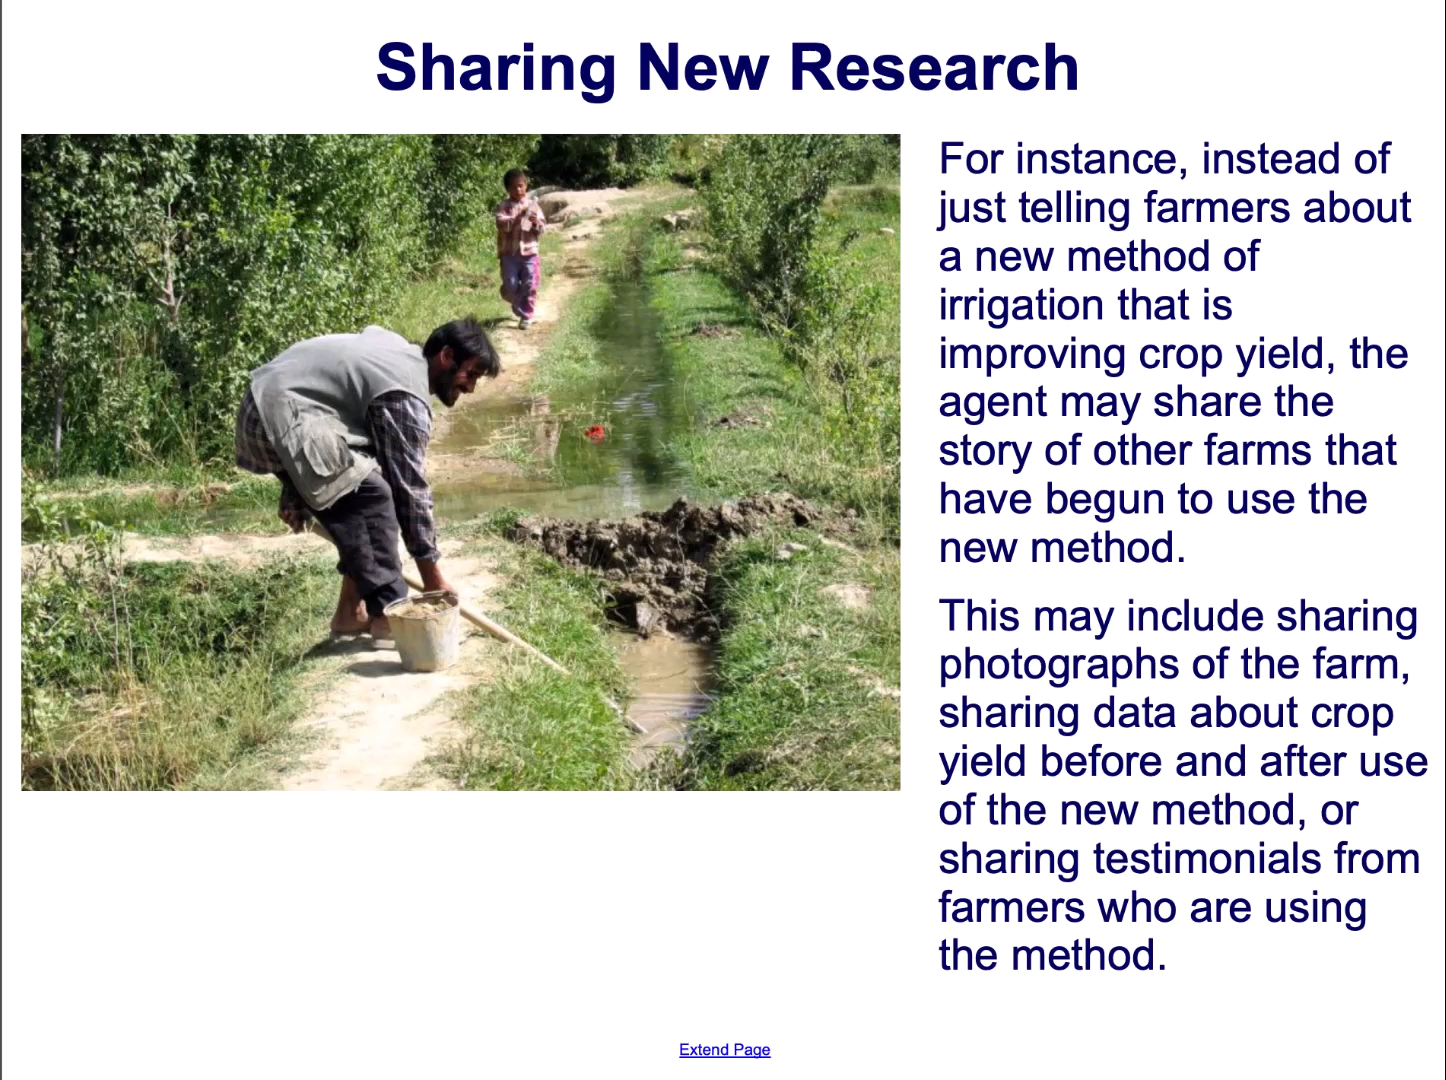 Sharing New Research
For instance, instead of
just telling farmers about
a new method of
irrigation that is
improving crop yield, the
agent may share the
story of other farms that
have begun to use the
new method.
This may include sharing
photographs of the farm,
sharing data about crop
yield before and after use
of the new method, or
sharing testimonials from
farmers who are using
the method.
Extend Page